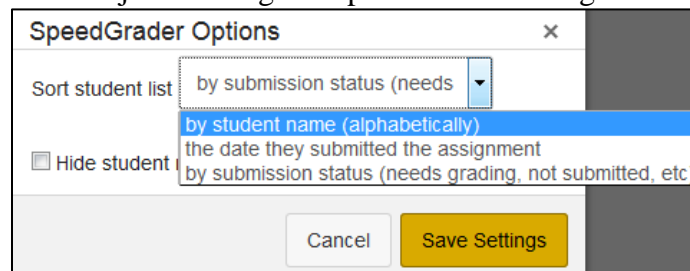 SpeedGrader Options ×
Sort student list by submission status (needs
by student name (alphabetically)
the date they submitted the assignment
Hide student
by submission status (needs grading, not submitted, etc
Cancel Save Settings